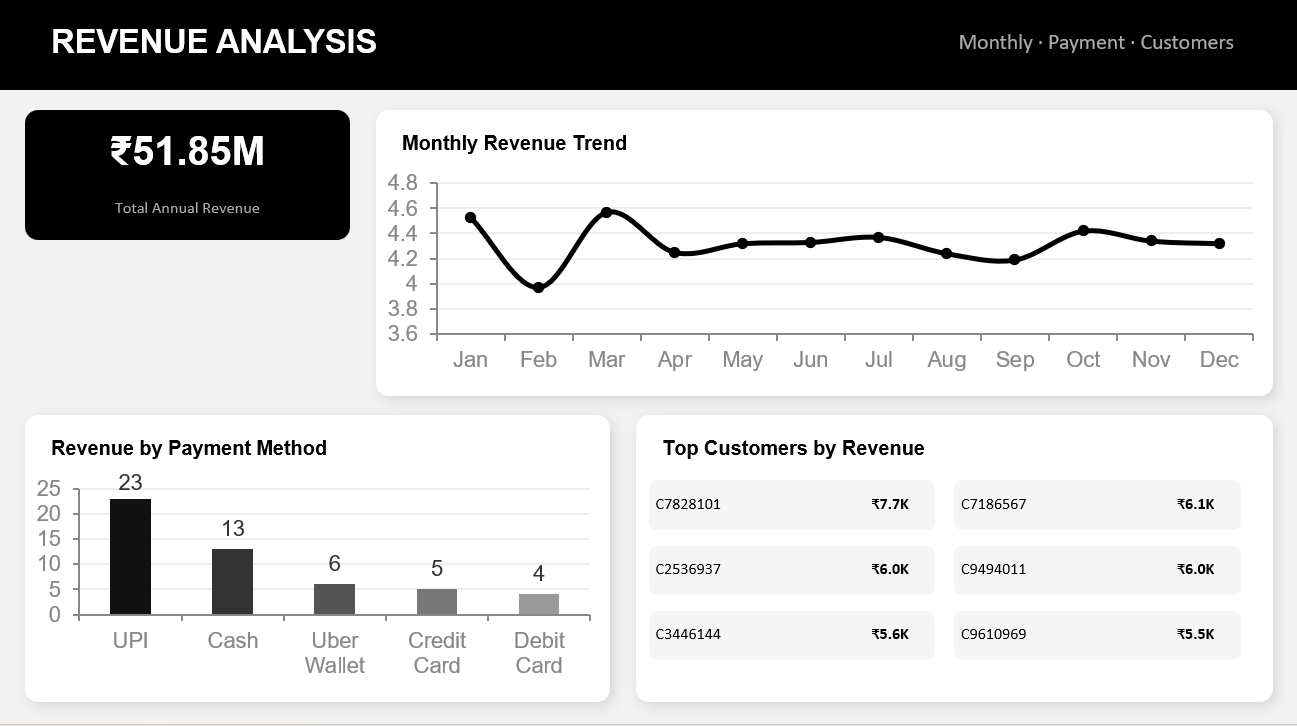 REVENUE ANALYSIS
Monthly · Payment · Customers
₹51.85M
Total Annual Revenue
Monthly Revenue Trend
4.8
4.6
4.4
4.2
4
3.8
3.6
Jan Feb Mar Apr May Jun Jul Aug Sep Oct Nov Dec
Revenue by Payment Method
25
20
15
10
5
0
23
13
6
5
4
UPI Cash Uber Credit Debit
Wallet Card Card
Top Customers by Revenue
C7828101 ₹7.7K C7186567 ₹6.1K
C2536937 ₹6.0K C9494011 ₹6.0K
C3446144 ₹5.6K C9610969 ₹5.5K